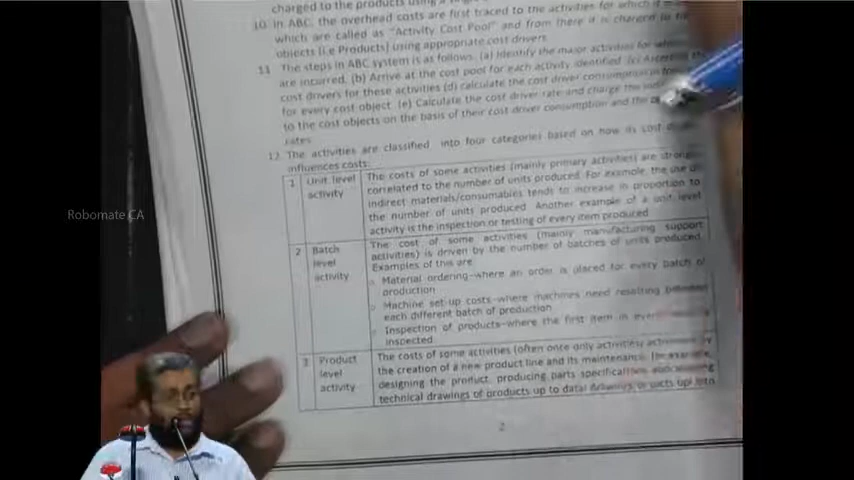 charged to the products using a
10 In ABC, the overhead costs are first traced to the activities for which it
which are called as "Activity Cost Pool" and from there it is charged to
objects (i.e Products) using appropriate cost drivers.
11 The steps in ABC system is as follows. (a) Identify the major activities for
are incurred. (b) Arrive at the cost pool for each activity identified (c) Ascertain the
cost drivers for these activities (d) calculate the cost driver consumption
for every cost object (e) Calculate the cost driver rate and charge the
to the cost objects on the basis of their cost driver consumption and the
rates
12 The activities are classified into four categories based on how its cost
influences costs:
1 Unit level activity
The costs of some activities (mainly primary activities) are strongly
correlated to the number of units produced. For example, the use of
indirect materials/consumables tends to increase in proportion to
the number of units produced. Another example of a unit level
activity is the inspection or testing of every item produced
2 Batch level activity
The cost of some activities (mainly manufacturing support
activities) is driven by the number of batches of units produced.
Examples of this are
Material ordering-where an order is placed for every batch of
production
Machine set-up costs-where machines need resetting between
each different batch of production
Inspection of products-where the first item in every
inspected.
3 Product level activity
The costs of some activities (often once only activities)
the creation of a new product line and its maintenance,
designing the product, producing parts specifications
technical drawings of products up to data!
2
Robomate CA